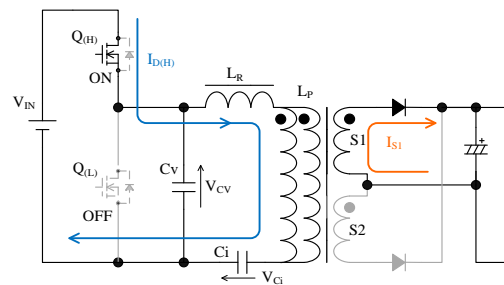 Q(H)
ID(H)
ON
LR
LP
VIN
S1
IS1
Q(L)
Cv
VCV
OFF
S2
Ci
VCi
+